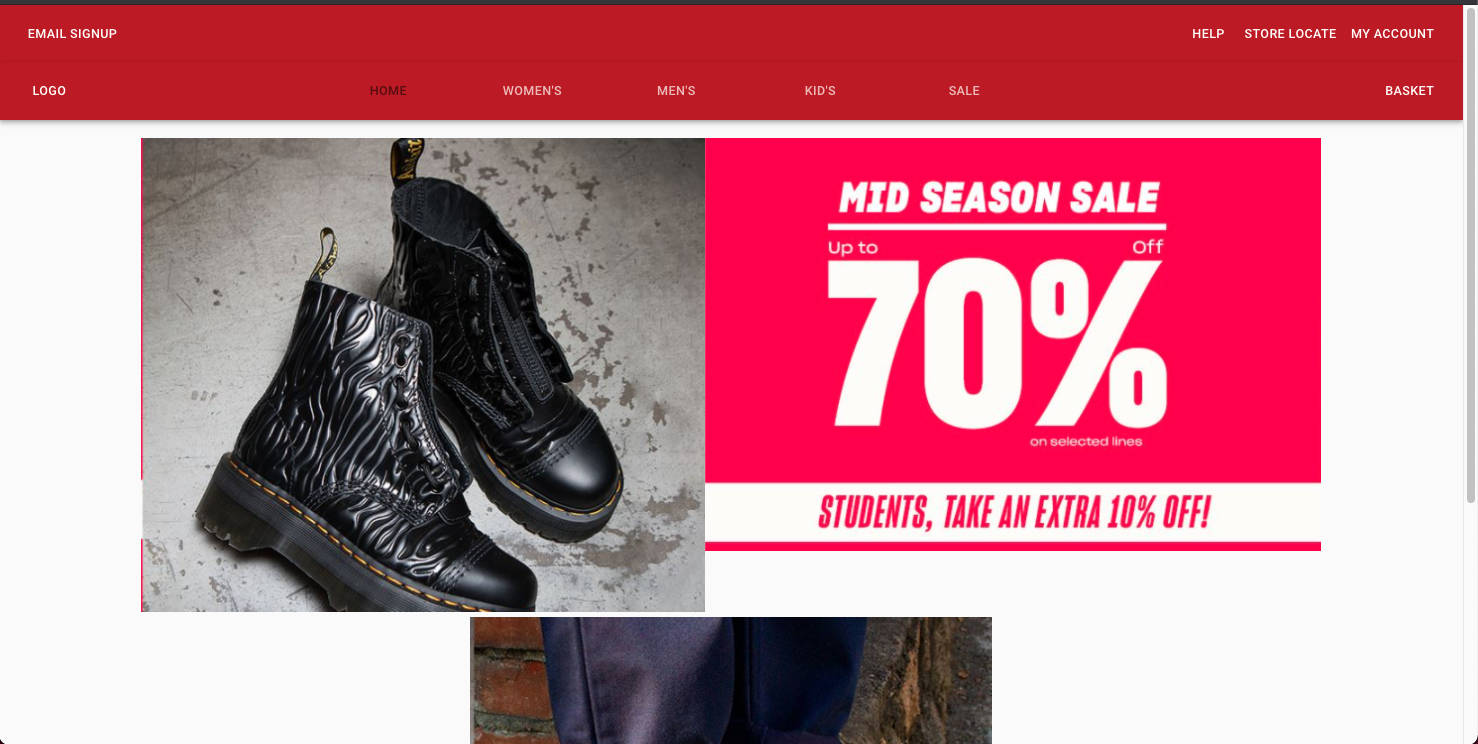 EMAIL SIGNUP HELP STORE LOCATE MY ACCOUNT
LOGO HOME WOMEN'S MEN'S KID'S SALE BASKET
MID SEASON SALE
Up to Off
70%
on selected lines
STUDENTS, TAKE AN EXTRA 10% OFF!